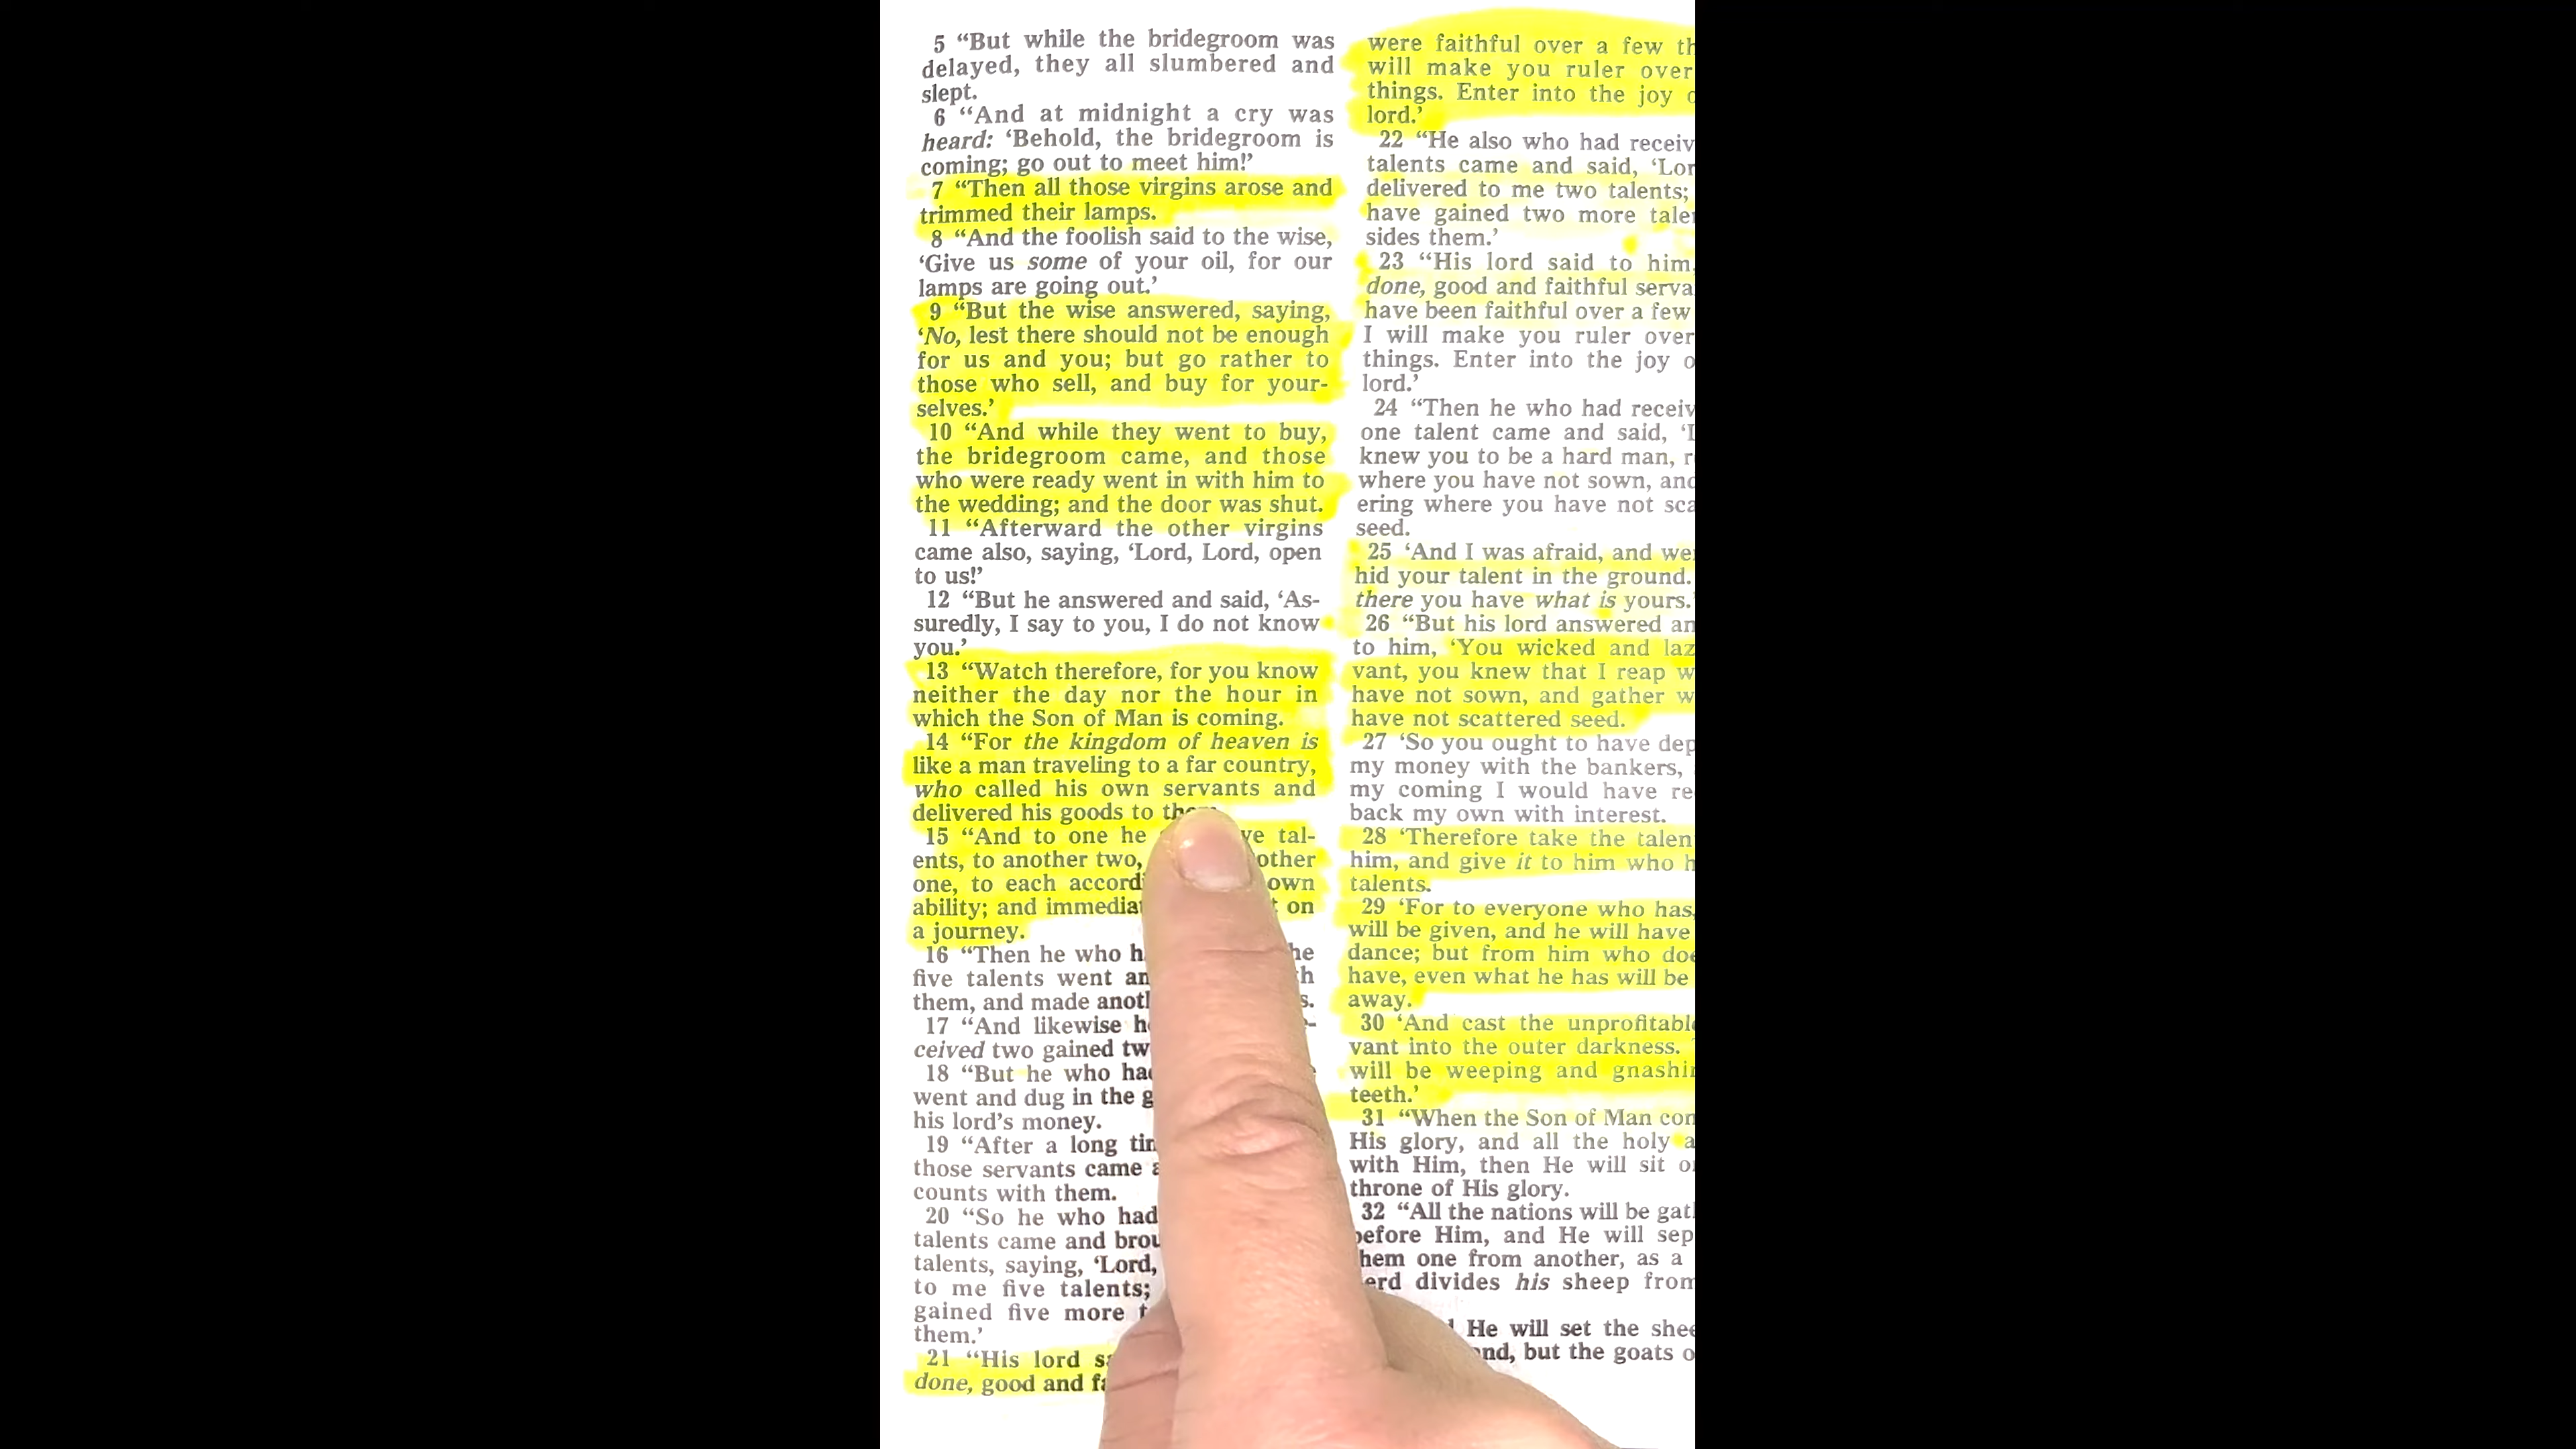 5 “But while the bridegroom was
delayed, they all slumbered and
slept.
6 “And at midnight a cry was
heard: ‘Behold, the bridegroom is
coming; go out to meet him!’
7 “Then all those virgins arose and
trimmed their lamps.
8 “And the foolish said to the wise,
‘Give us some of your oil, for our
lamps are going out.’
9 “But the wise answered, saying,
‘No, lest there should not be enough
for us and you; but go rather to
those who sell, and buy for your-
selves.’
10 “And while they went to buy,
the bridegroom came, and those
who were ready went in with him to
the wedding; and the door was shut.
11 “Afterward the other virgins
came also, saying, ‘Lord, Lord, open
to us!’
12 “But he answered and said, ‘As-
suredly, I say to you, I do not know
you.’
13 “Watch therefore, for you know
neither the day nor the hour in
which the Son of Man is coming.
14 “For the kingdom of heaven is
like a man traveling to a far country,
who called his own servants and
delivered his goods to
15 “And to one he tal-
ents, to another two,
one, to each own
ability; and on
a journey.
16 “Then he who
five talents went
them, and made
17 “And likewise
ceived two gained
18 “But he who
went and dug in the
his lord’s money.
19 “After a long
those servants came
counts with them.
20 “So he who had
talents came and
talents, saying, ‘Lord,
to me five talents;
gained five more
them.’
21 “His lord
done, good and
were faithful over a few
will make you ruler over
things. Enter into the joy
lord.’
22 “He also who had
talents came and said,
delivered to me two talents;
have gained two more
sides them.’
23 “His lord said to him,
done, good and faithful
have been faithful over a few
I will make you ruler over
things. Enter into the joy
lord.’
24 “Then he who had
one talent came and said,
knew you to be a hard man,
where you have not sown,
ering where you have not
seed.
25 ‘And I was afraid, and
hid your talent in the ground.
there you have what is yours.’
26 “But his lord answered
to him, ‘You wicked and
vant, you knew that I reap
have not sown, and gather
have not scattered seed.
27 ‘So you ought to have
my money with the bankers,
my coming I would have
back my own with interest.
28 ‘Therefore take the
him, and give it to him who
talents.
29 ‘For to everyone who has,
will be given, and he will have
dance; but from him who
have, even what he has will be
away.
30 ‘And cast the
vant into the outer darkness.
will be weeping and
teeth.’
31 “When the Son of Man
His glory, and all the holy
with Him, then He will sit
throne of His glory.
32 “All the nations will be
before Him, and He will
them one from another, as a
divides his sheep from
He will set the
but the goats